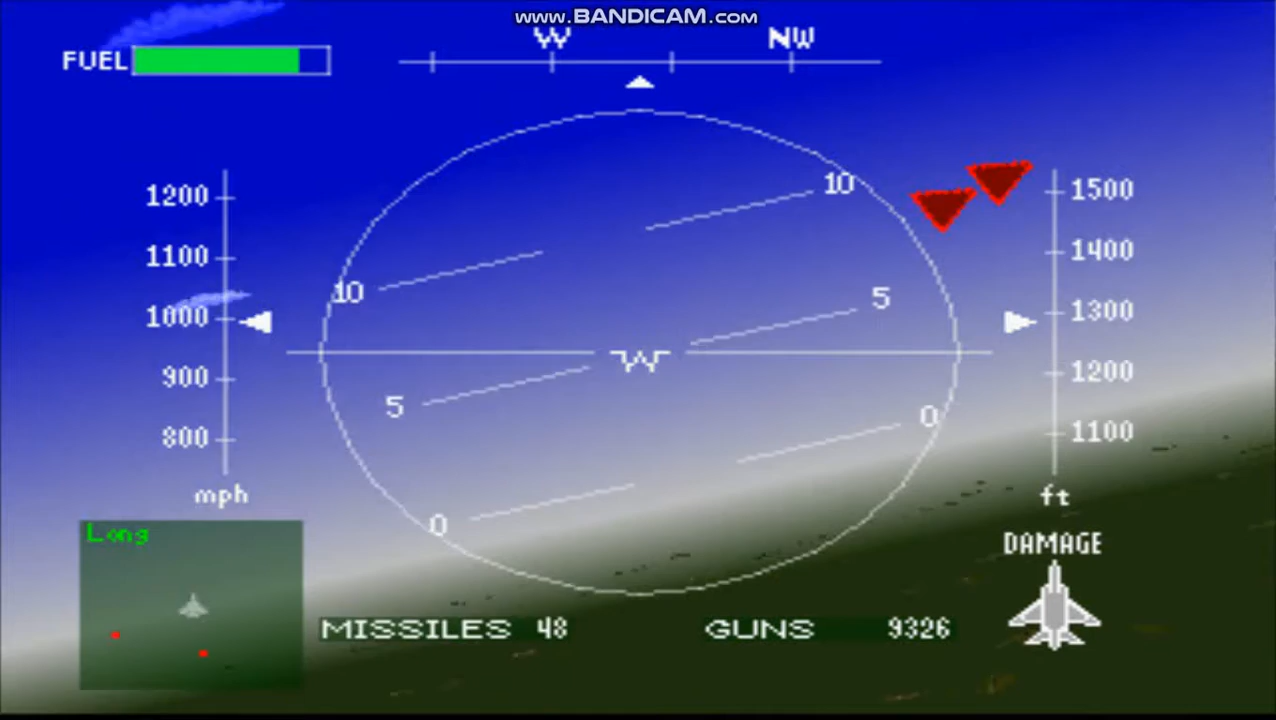 www.BANDICAM.com
W NW
FUEL
10
1200 1500
1100 1400
10
5
1000 1300
900 1200
5
0
800 1100
mph ft
0
Long
DAMAGE
MISSILES 48 GUNS 9326